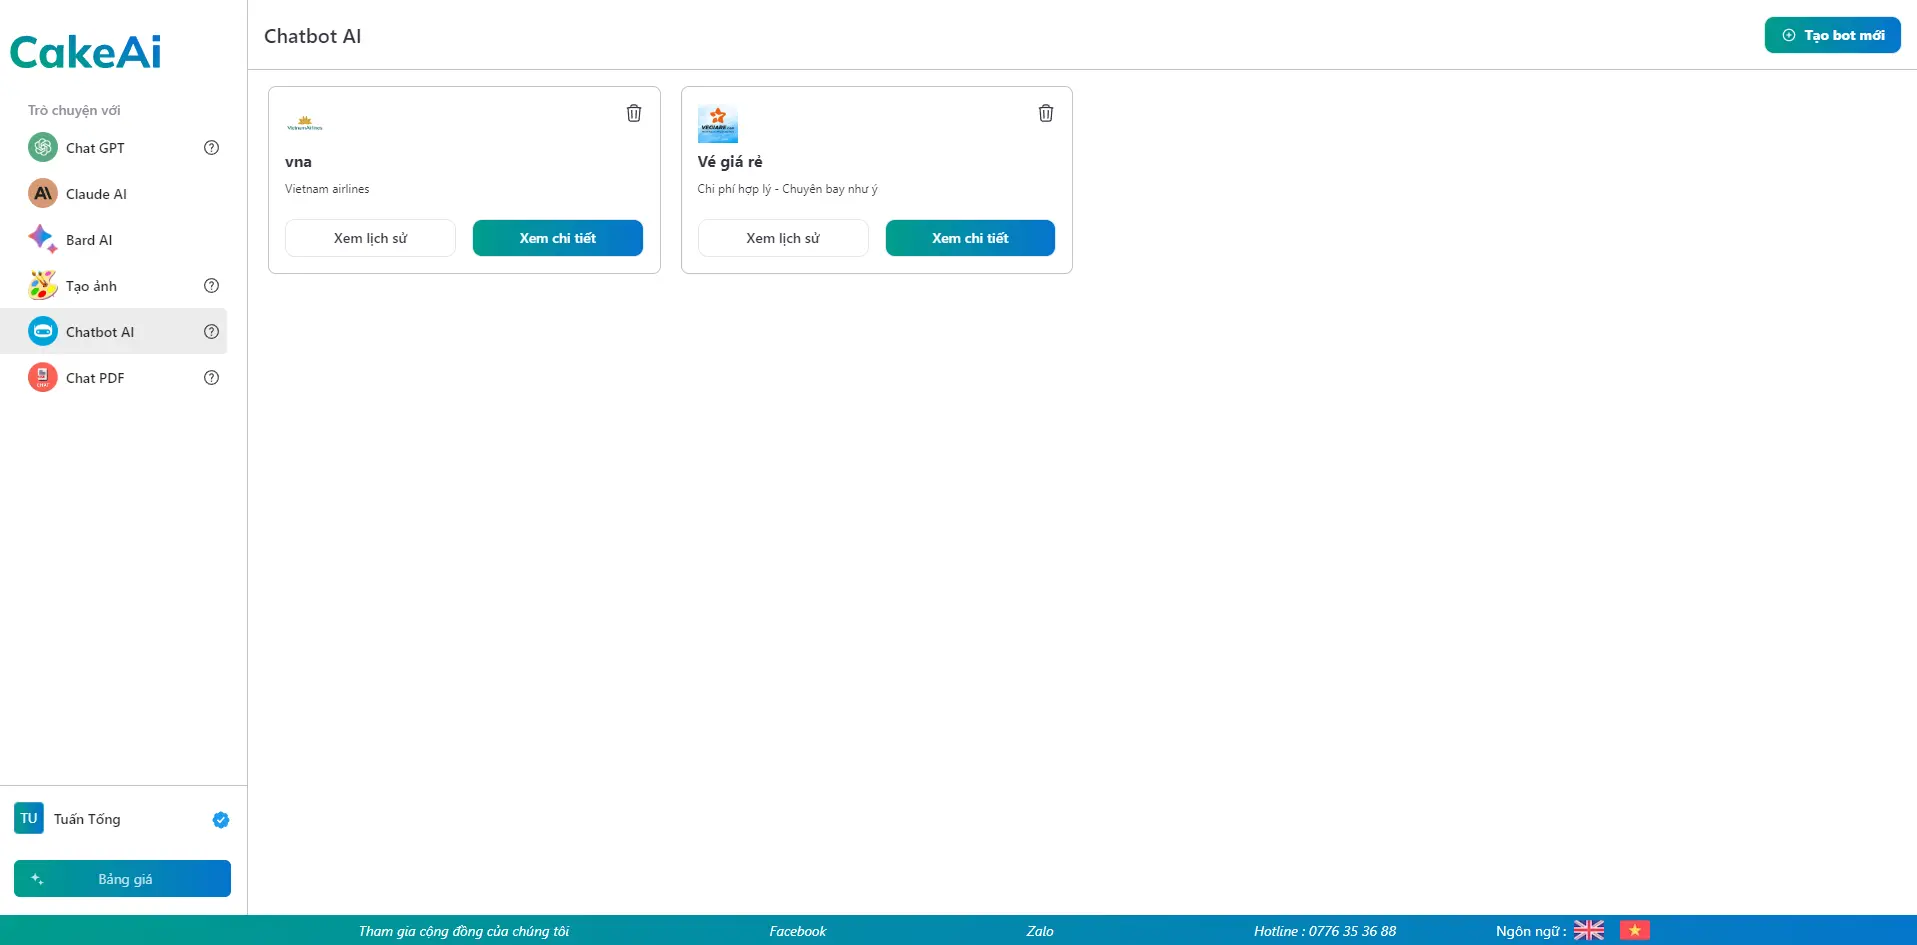 CakeAi
Trò chuyện với
Chat GPT
Claude AI
Bard AI
Tạo ảnh
Chatbot AI
Chat PDF
Tuấn Tống
TU
Bảng giá
Chatbot AI
Tạo bot mới
vna
Vietnam airlines
Xem lịch sử
Xem chi tiết
Vé giá rẻ
Chi phí hợp lý - Chuyên bay như ý
Xem lịch sử
Xem chi tiết
Tham gia cộng đồng của chúng tôi
Facebook
Zalo
Hotline : 0776 35 36 88
Ngôn ngữ :